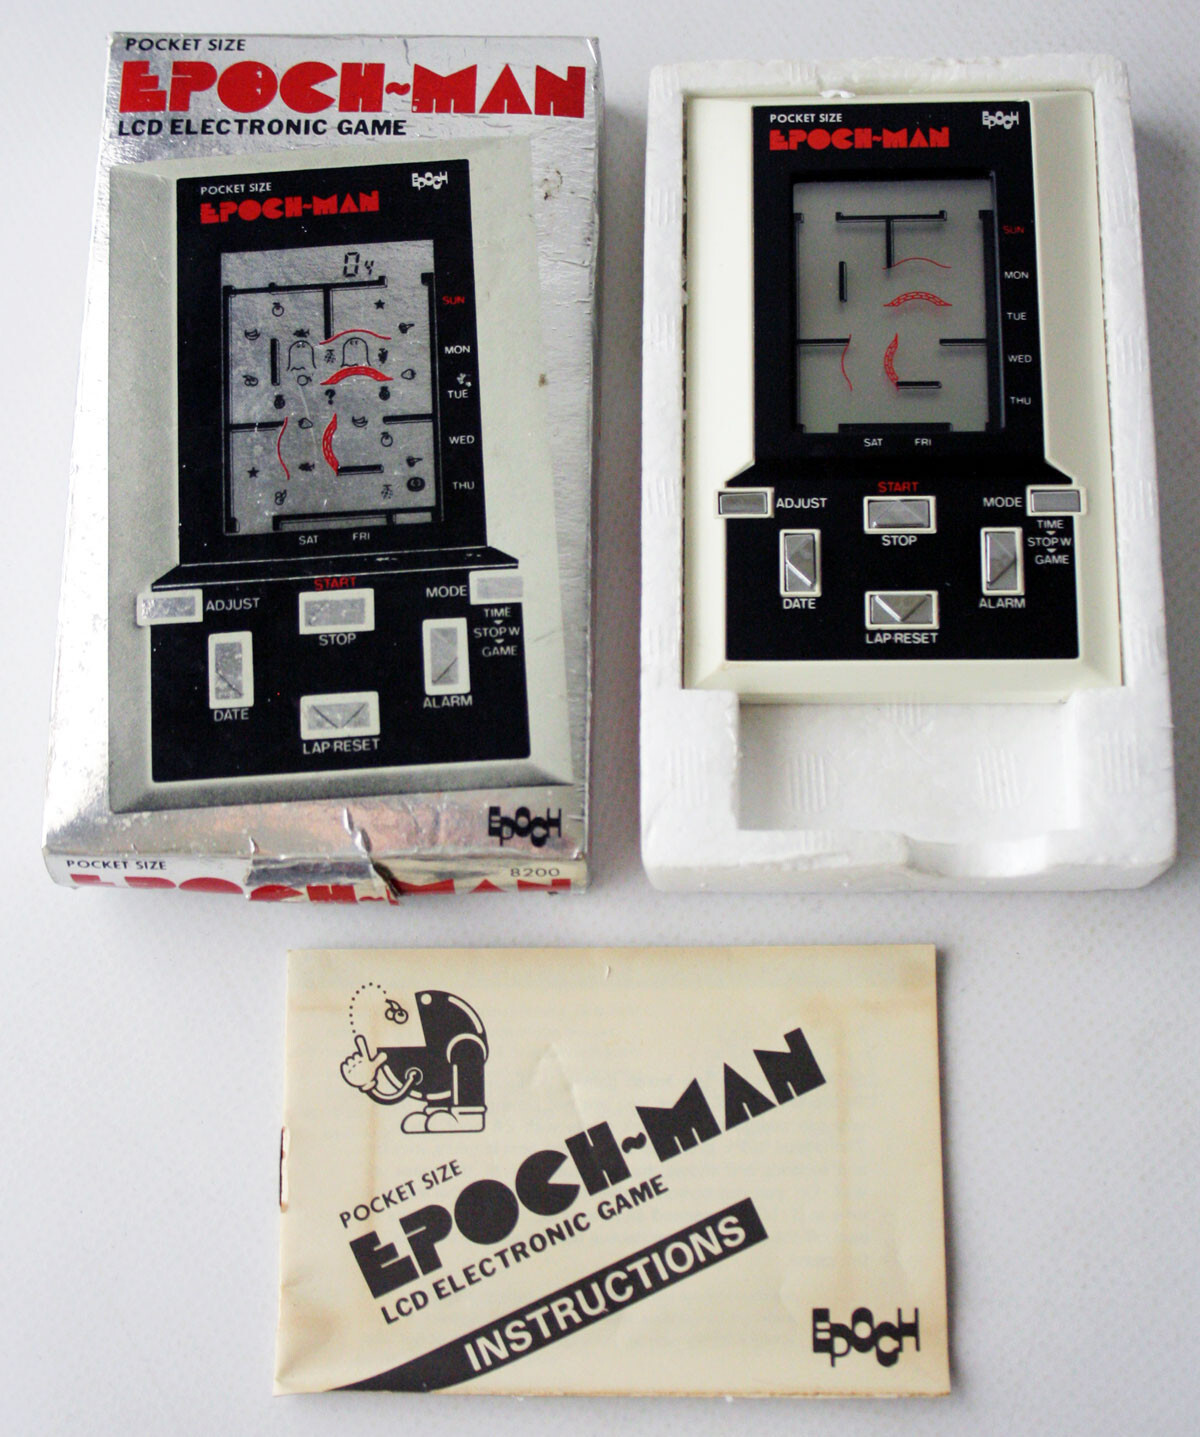 POCKET SIZE
EPOCH~MAN
LCD ELECTRONIC GAME
POCKET SIZE
EPOCH
EPOCH~MAN
0Y
SUN
MON
TUE
WED
THU
SAT FRI
START
ADJUST
MODE
STOP
TIME
STOP W
GAME
DATE
ALARM
LAP·RESET
EPOCH
POCKET SIZE
8200
EPOCH~MAN
POCKET SIZE
EPOCH
EPOCH~MAN
SUN
MON
TUE
WED
THU
SAT FRI
START
ADJUST
MODE
STOP
TIME
STOP W
GAME
DATE
ALARM
LAP·RESET
POCKET SIZE
EPOCH~MAN
LCD ELECTRONIC GAME
INSTRUCTIONS
EPOCH